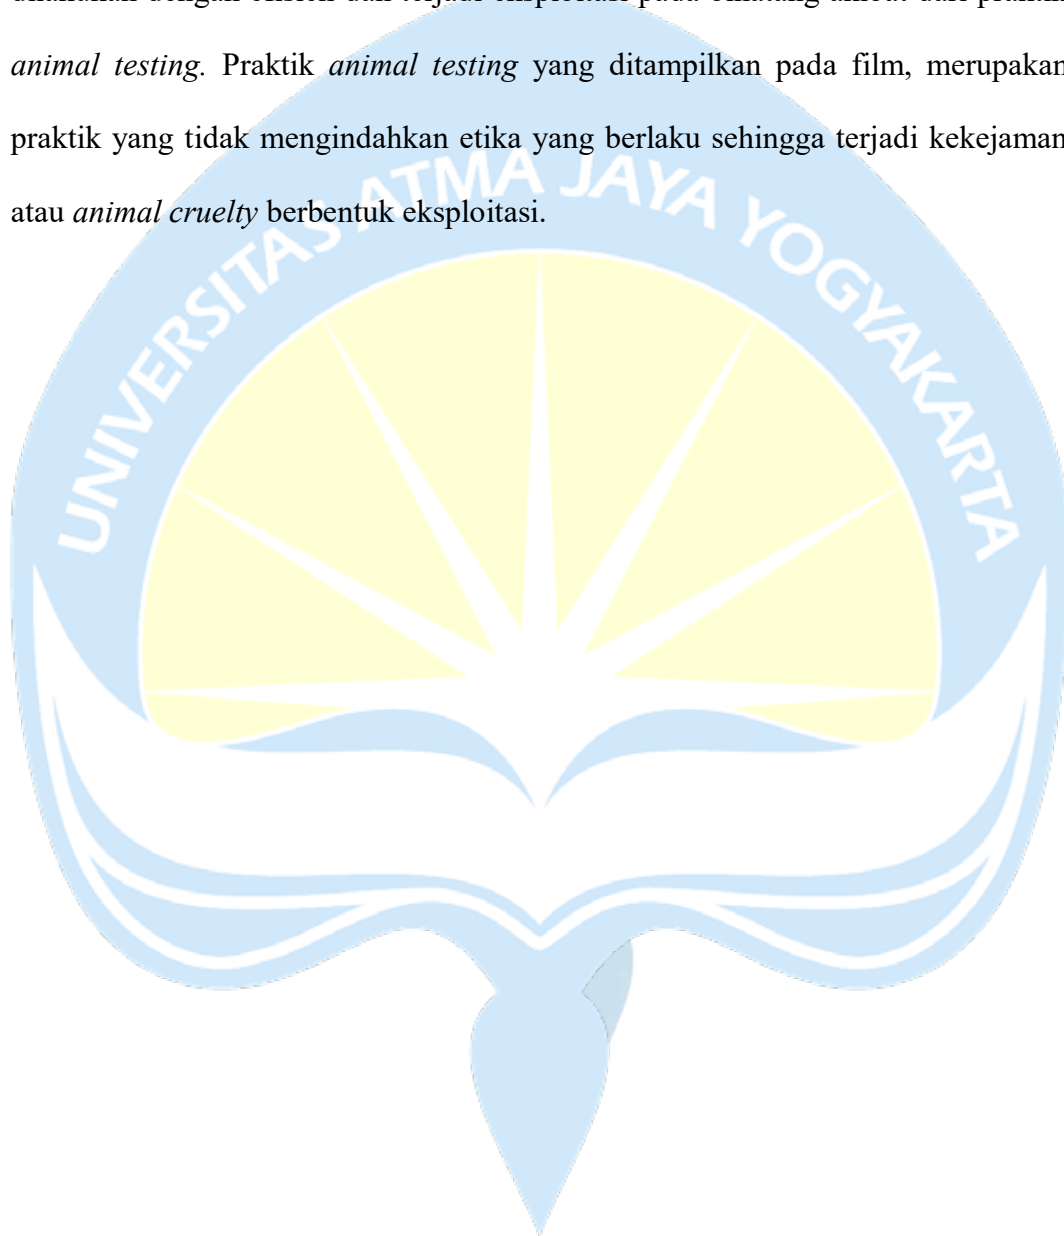 animal testing. Praktik animal testing yang ditampilkan pada film, merupakan
praktik yang tidak mengindahkan etika yang berlaku sehingga terjadi kekejaman
atau animal cruelty berbentuk eksploitasi.
UNIVERSITAS ATMA JAYA YOGYAKARTA